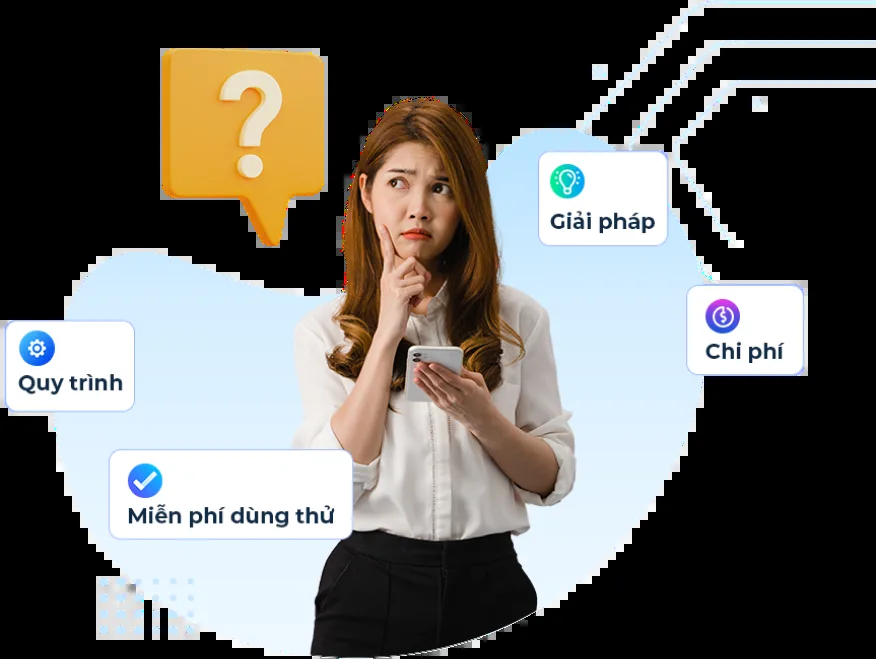 ?
Giải pháp
Chi phí
Quy trình
Miễn phí dùng thử